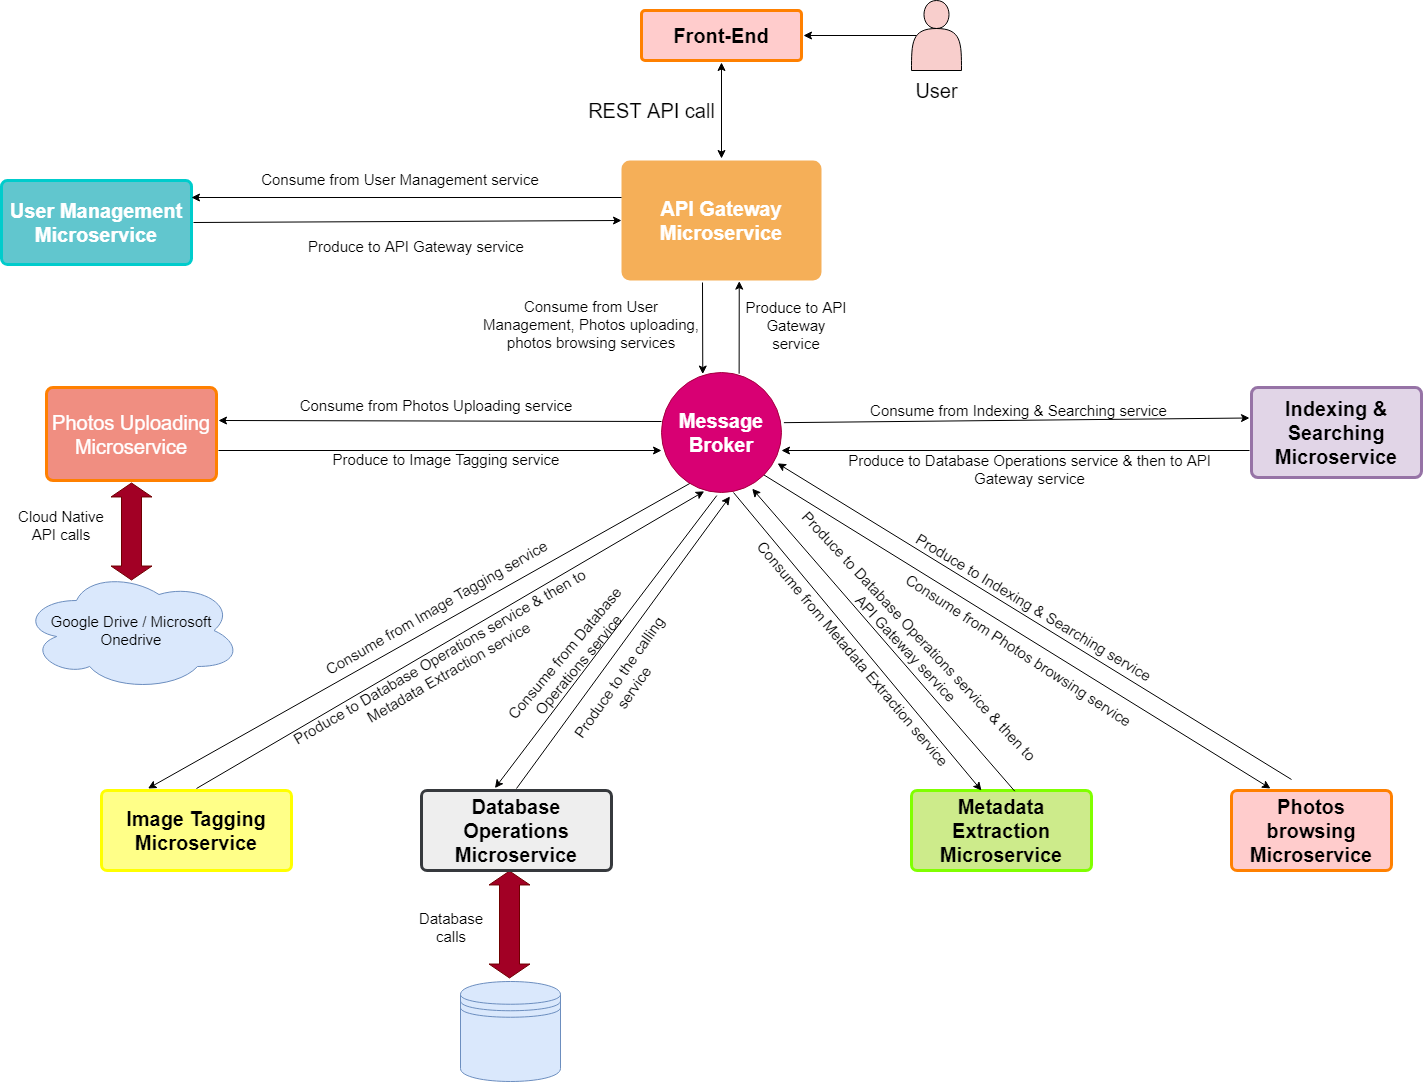 Front-End
User
REST API call
Consume from User Management service
User Management
Microservice
API Gateway
Microservice
Produce to API Gateway service
Consume from User
Management, Photos uploading,
photos browsing services
Produce to API
Gateway
service
Photos Uploading
Microservice
Consume from Photos Uploading service
Produce to Image Tagging service
Message
Broker
Consume from Indexing & Searching service
Produce to Database Operations service & then to API
Gateway service
Indexing &
Searching
Microservice
Cloud Native
API calls
Google Drive / Microsoft
Onedrive
Consume from Image Tagging service
Produce to Database Operations service & then to
Metadata Extraction service
Consume from Database
Operations service
Produce to the calling
service
Consume from Metadata Extraction service
Produce to Database Operations service & then to
API Gateway service
Consume from Photos browsing service
Produce to Indexing & Searching service
Image Tagging
Microservice
Database
Operations
Microservice
Metadata
Extraction
Microservice
Photos
browsing
Microservice
Database
calls